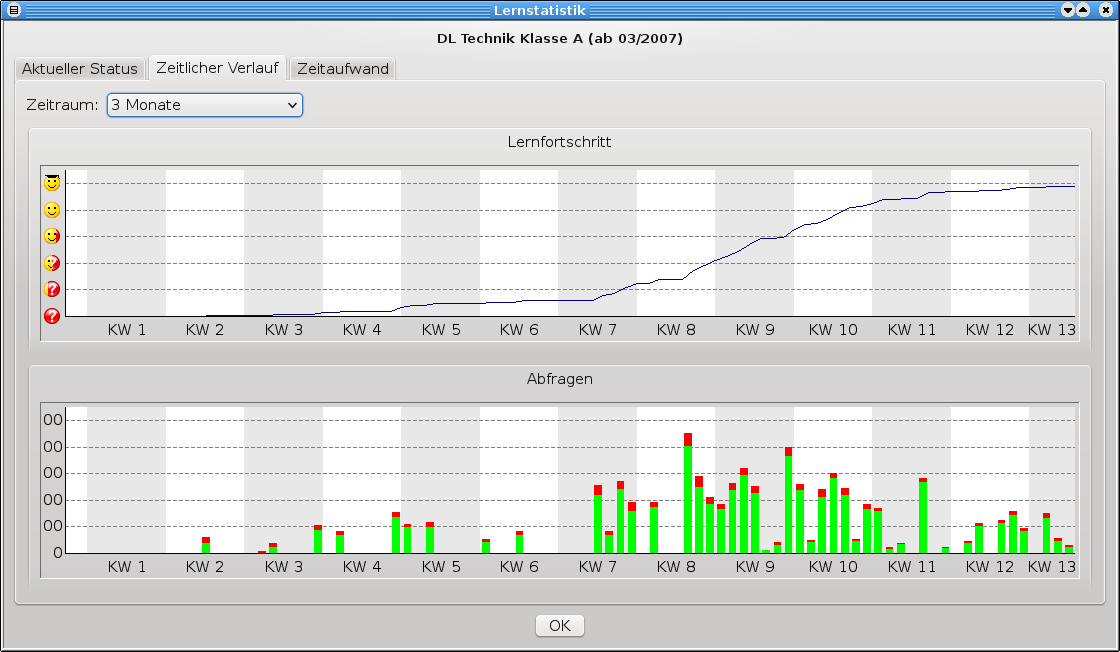 Lernstatistik
DL Technik Klasse A (ab 03/2007)
Aktueller Status Zeitlicher Verlauf Zeitaufwand
Zeitraum: 3 Monate
Lernfortschritt
KW 1 KW 2 KW 3 KW 4 KW 5 KW 6 KW 7 KW 8 KW 9 KW 10 KW 11 KW 12 KW 13
Abfragen
00
00
00
00
00
0
KW 1 KW 2 KW 3 KW 4 KW 5 KW 6 KW 7 KW 8 KW 9 KW 10 KW 11 KW 12 KW 13
OK